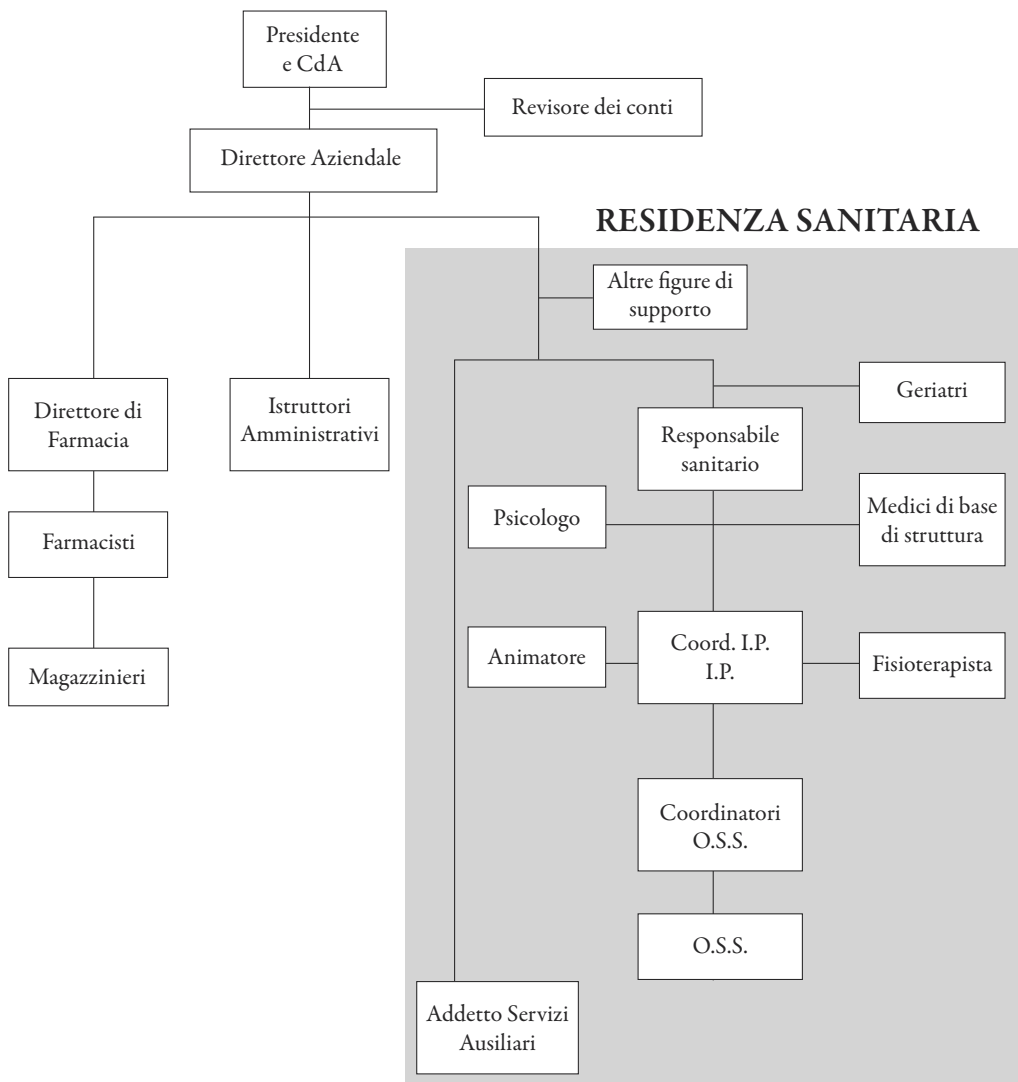 Presidente
e CdA
Revisore dei conti
Direttore Aziendale
RESIDENZA SANITARIA
Altre figure di
supporto
Direttore di
Farmacia
Istruttori
Amministrativi
Geriatri
Responsabile
sanitario
Psicologo
Medici di base
di struttura
Farmacisti
Animatore
Coord. I.P.
I.P.
Fisioterapista
Magazzinieri
Coordinatori
O.S.S.
O.S.S.
Addetto Servizi
Ausiliari